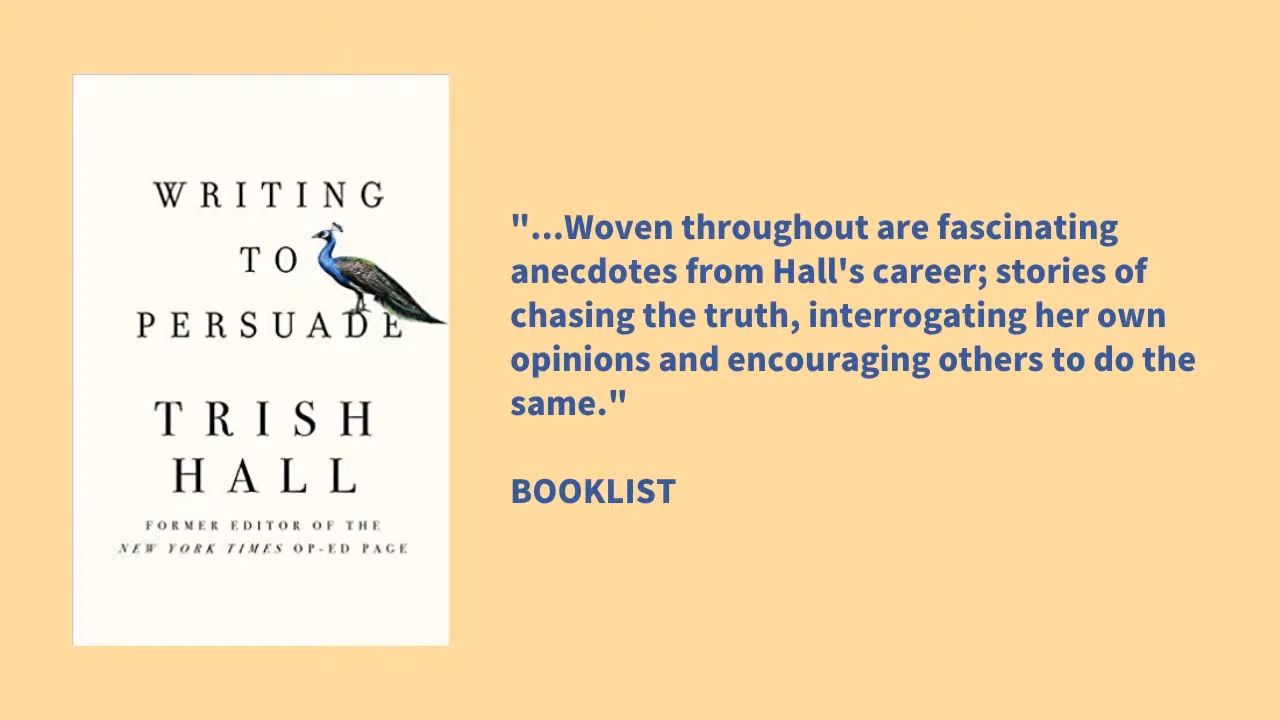 WRITING
TO
PERSUADE
TRISH
HALL
FORMER EDITOR OF THE
NEW YORK TIMES OP-ED PAGE
"...Woven throughout are fascinating
anecdotes from Hall's career; stories of
chasing the truth, interrogating her own
opinions and encouraging others to do the
same."
BOOKLIST